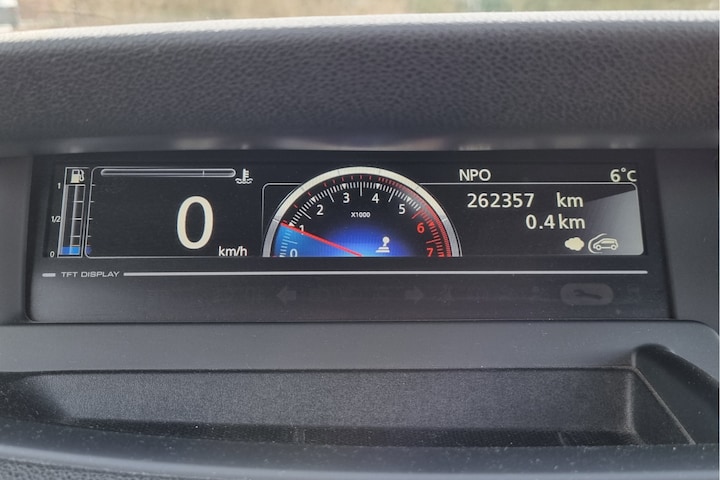 NPO 6°C
1
1/2
0
0 km/h
0 1 2 3 4 5 6 7
X1000
262357 km
0.4 km
TFT DISPLAY